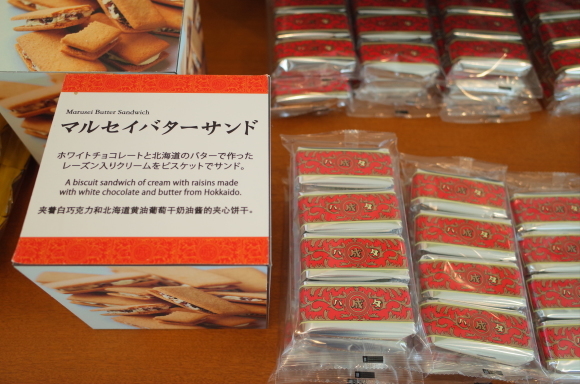 Marusei Butter Sandwich
マルセイバターサンド
ホワイトチョコレートと北海道のバターで作った
レーズン入りクリームをビスケットでサンド。
A biscuit sandwich of cream with raisins made
with white chocolate and butter from Hokkaido.
夹着白巧克力和北海道黄油葡萄干奶油酱的夹心饼干。